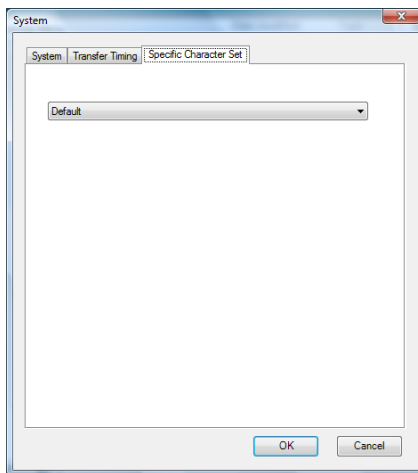 System
System Transfer Timing Specific Character Set
Default
OK Cancel